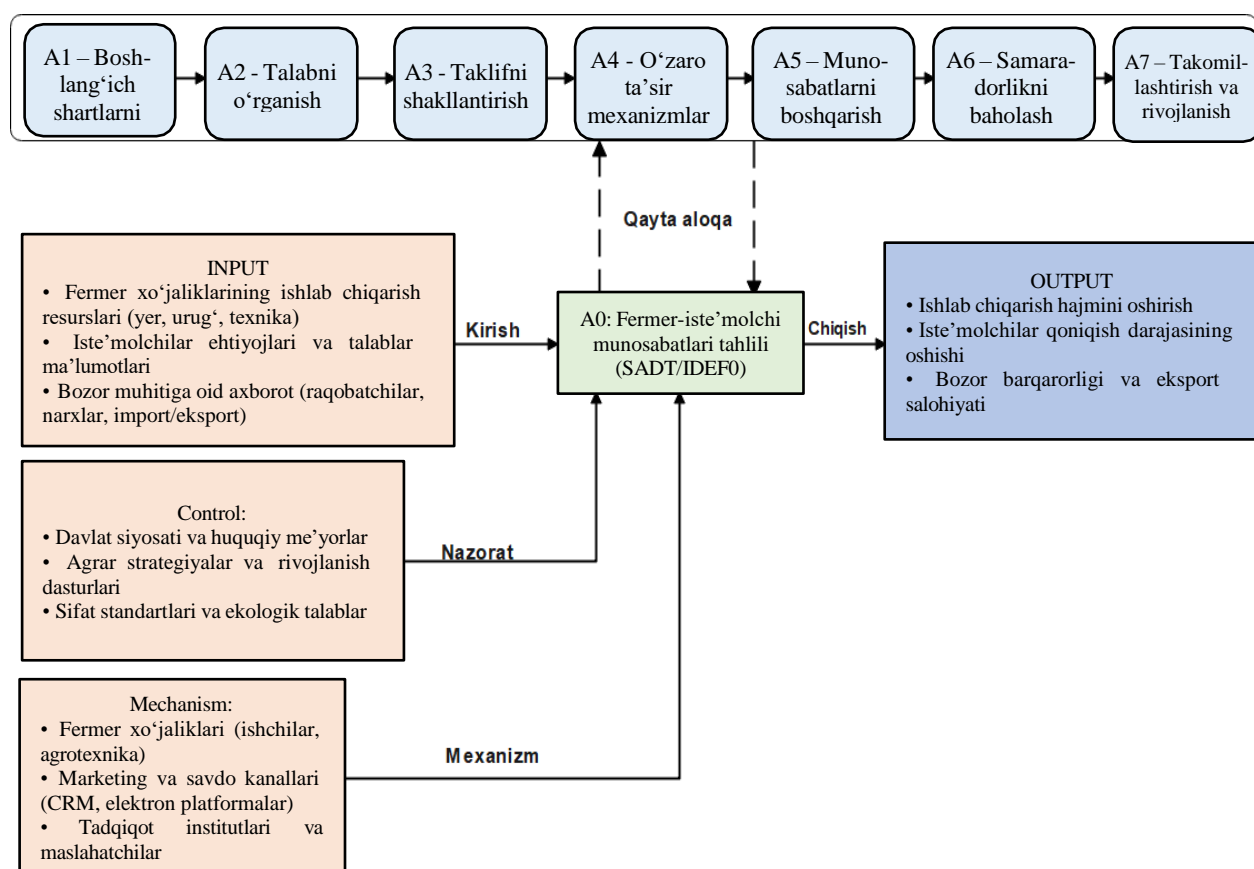 A1 – Bosh-
lang‘ich
shartlarni
A2 - Talabni
o‘rganish
A3 - Taklifni
shakllantirish
A4 - O‘zaro
ta’sir
mexanizmlar
A5 – Muno-
sabatlarni
boshqarish
A6 – Samara-
dorlikni
baholash
A7 – Takomil-
lashtirish va
rivojlanish
Qayta aloqa
INPUT
• Fermer xo‘jaliklarining ishlab chiqarish
resurslari (yer, urug‘, texnika)
• Iste’molchilar ehtiyojlari va talablar
ma’lumotlari
• Bozor muhitiga oid axborot (raqobatchilar,
narxlar, import/eksport)
Kirish
A0: Fermer-iste’molchi
munosabatlari tahlili
(SADT/IDEF0)
Chiqish
OUTPUT
• Ishlab chiqarish hajmini oshirish
• Iste’molchilar qoniqish darajasining
oshishi
• Bozor barqarorligi va eksport
salohiyati
Control:
• Davlat siyosati va huquqiy me’yorlar
• Agrar strategiyalar va rivojlanish
dasturlari
• Sifat standartlari va ekologik talablar
Nazorat
Mechanism:
• Fermer xo‘jaliklari (ishchilar,
agrotexnika)
• Marketing va savdo kanallari
(CRM, elektron platformalar)
• Tadqiqot institutlari va
maslahatchilar
Mexanizm